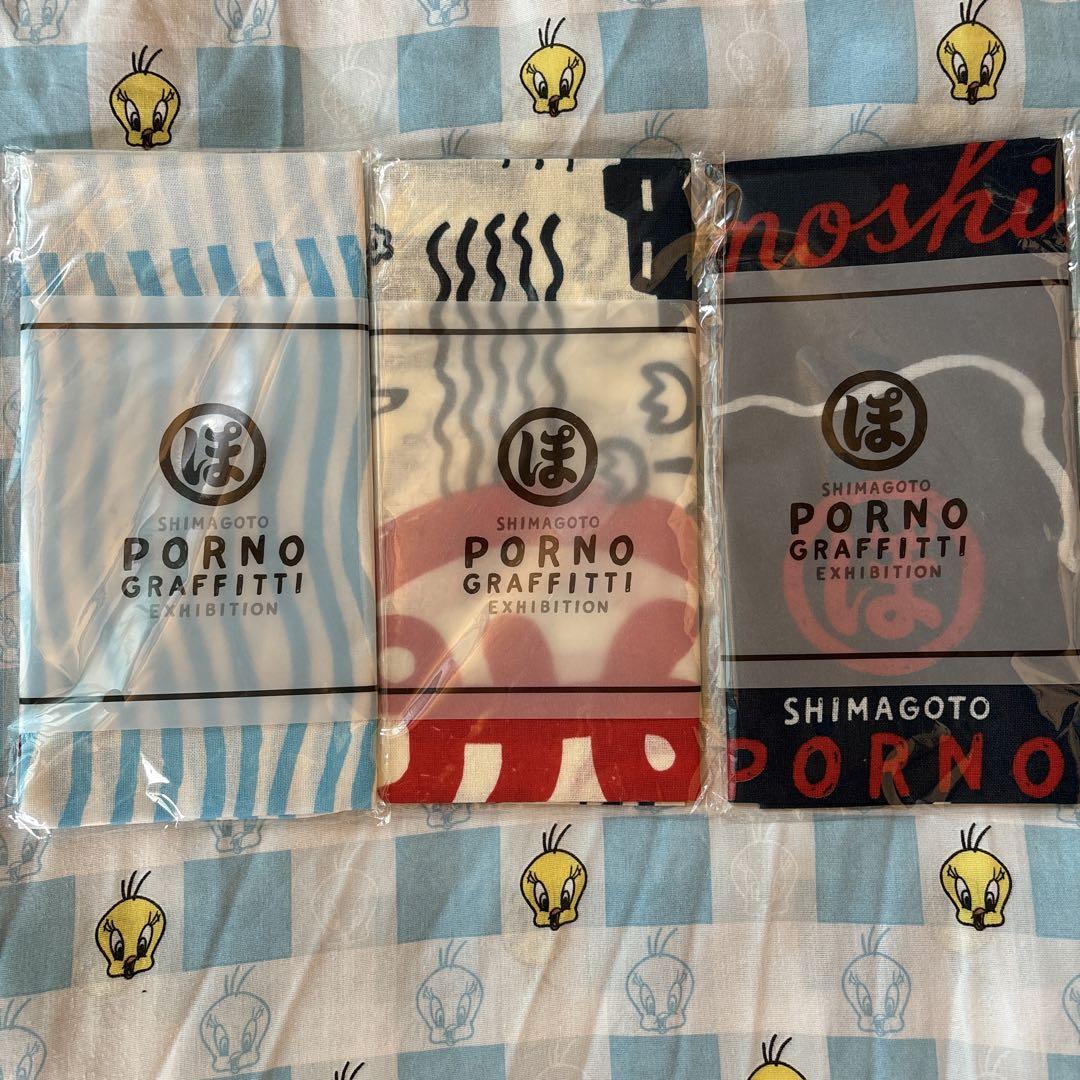 ぽ
SHIMAGOTO
PORNO
GRAFFITTI
EXHIBITION
ぽ
SHIMAGOTO
PORNO
GRAFFITTI
EXHIBITION
noshi
ぽ
SHIMAGOTO
PORNO
GRAFFITTI
EXHIBITION
ぽ
SHIMAGOTO
PORNO